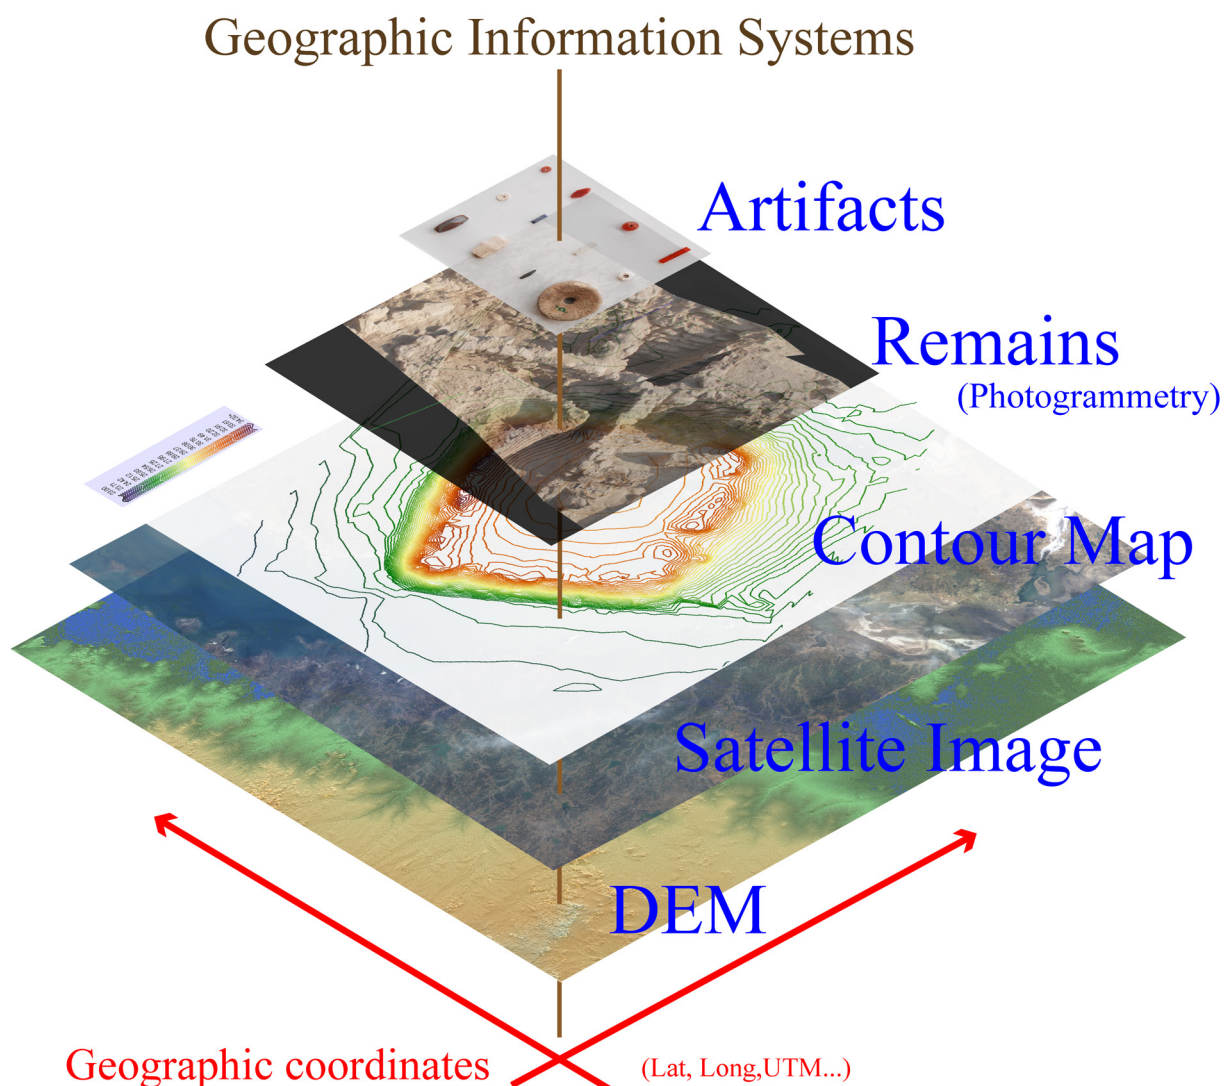 Geographic Information Systems
Artifacts
Remains
(Photogrammetry)
Contour Map
Satellite Image
DEM
Geographic coordinates
(Lat, Long,UTM...)